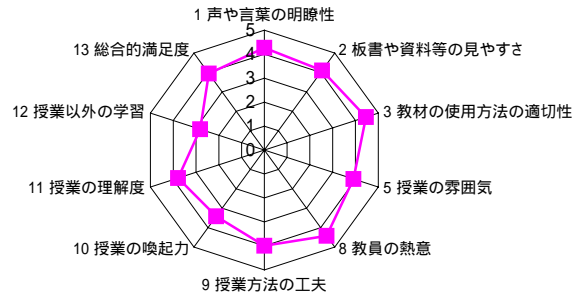 1 声や言葉の明瞭性
2 板書や資料等の見やすさ
3 教材の使用方法の適切性
5 授業の雰囲気
8 教員の熱意
9 授業方法の工夫
10 授業の喚起力
11 授業の理解度
12 授業以外の学習
13 総合的満足度
5
4
3
2
1
0